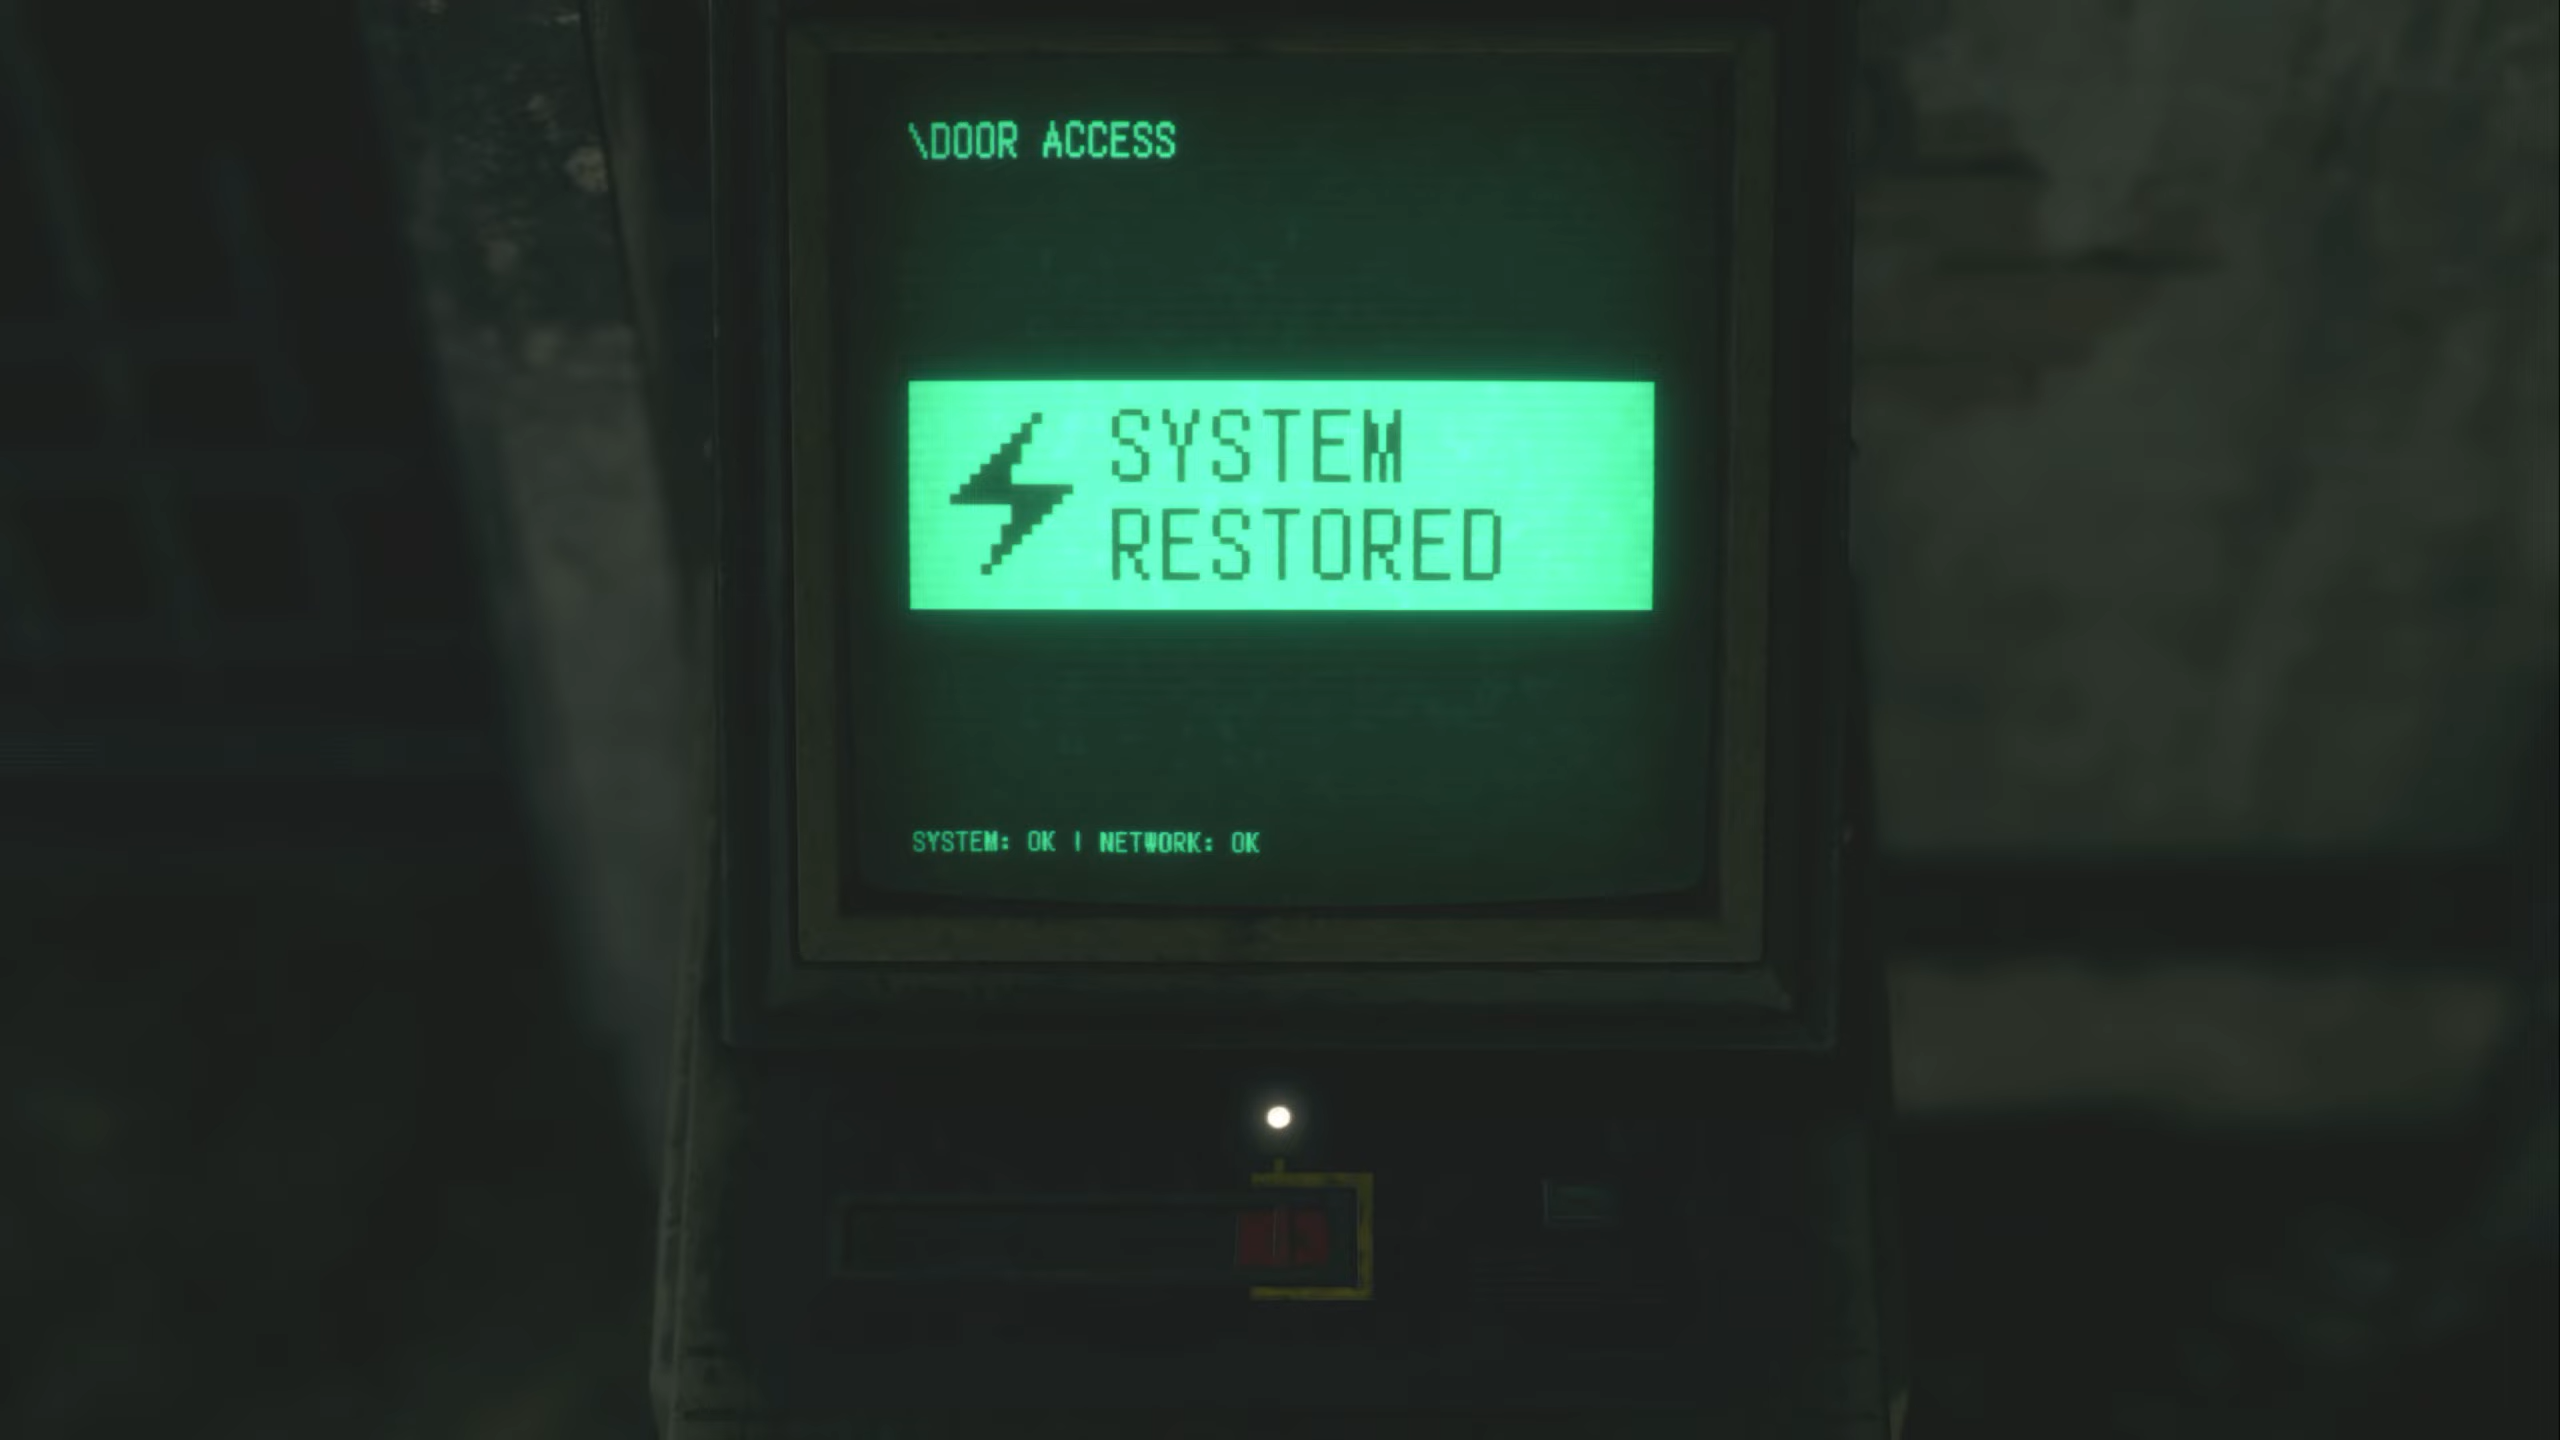 \DOOR ACCESS
SYSTEM
RESTORED
SYSTEM: OK | NETWORK: OK